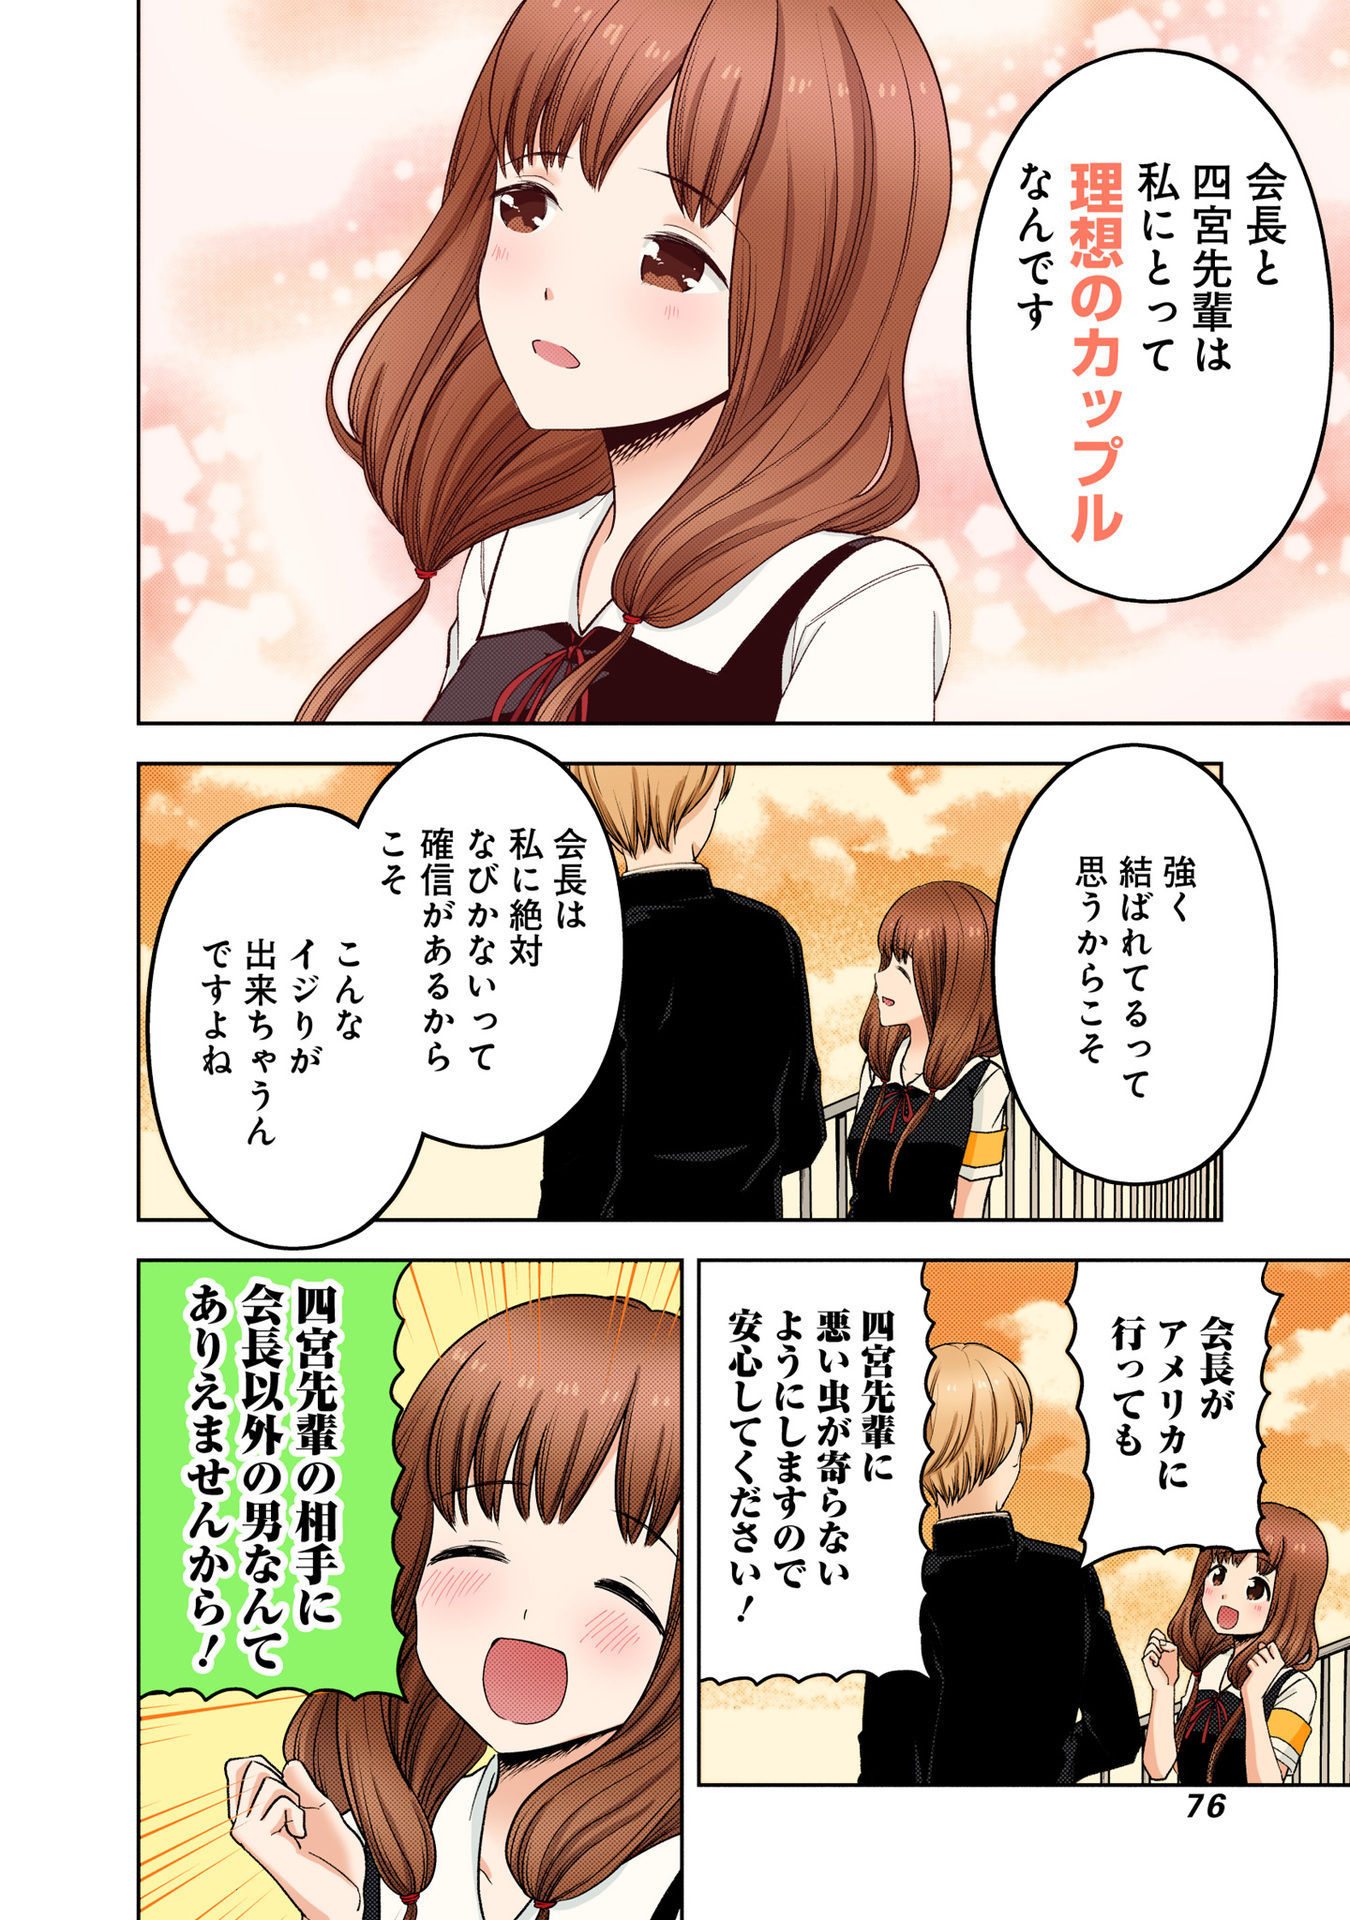 会長と
四宮先輩は
私にとって
理想のカップル
なんです
強く
結ばれてるって
思うからこそ
会長は
私に絶対
なびかないって
確信があるから
こそ
こんな
イジりが
出来ちゃうん
ですよね
会長が
アメリカに
行っても
四宮先輩に
悪い虫が寄らない
ようにしますので
安心してください!
四宮先輩の相手に
会長以外の男なんて
ありえませんから!
76